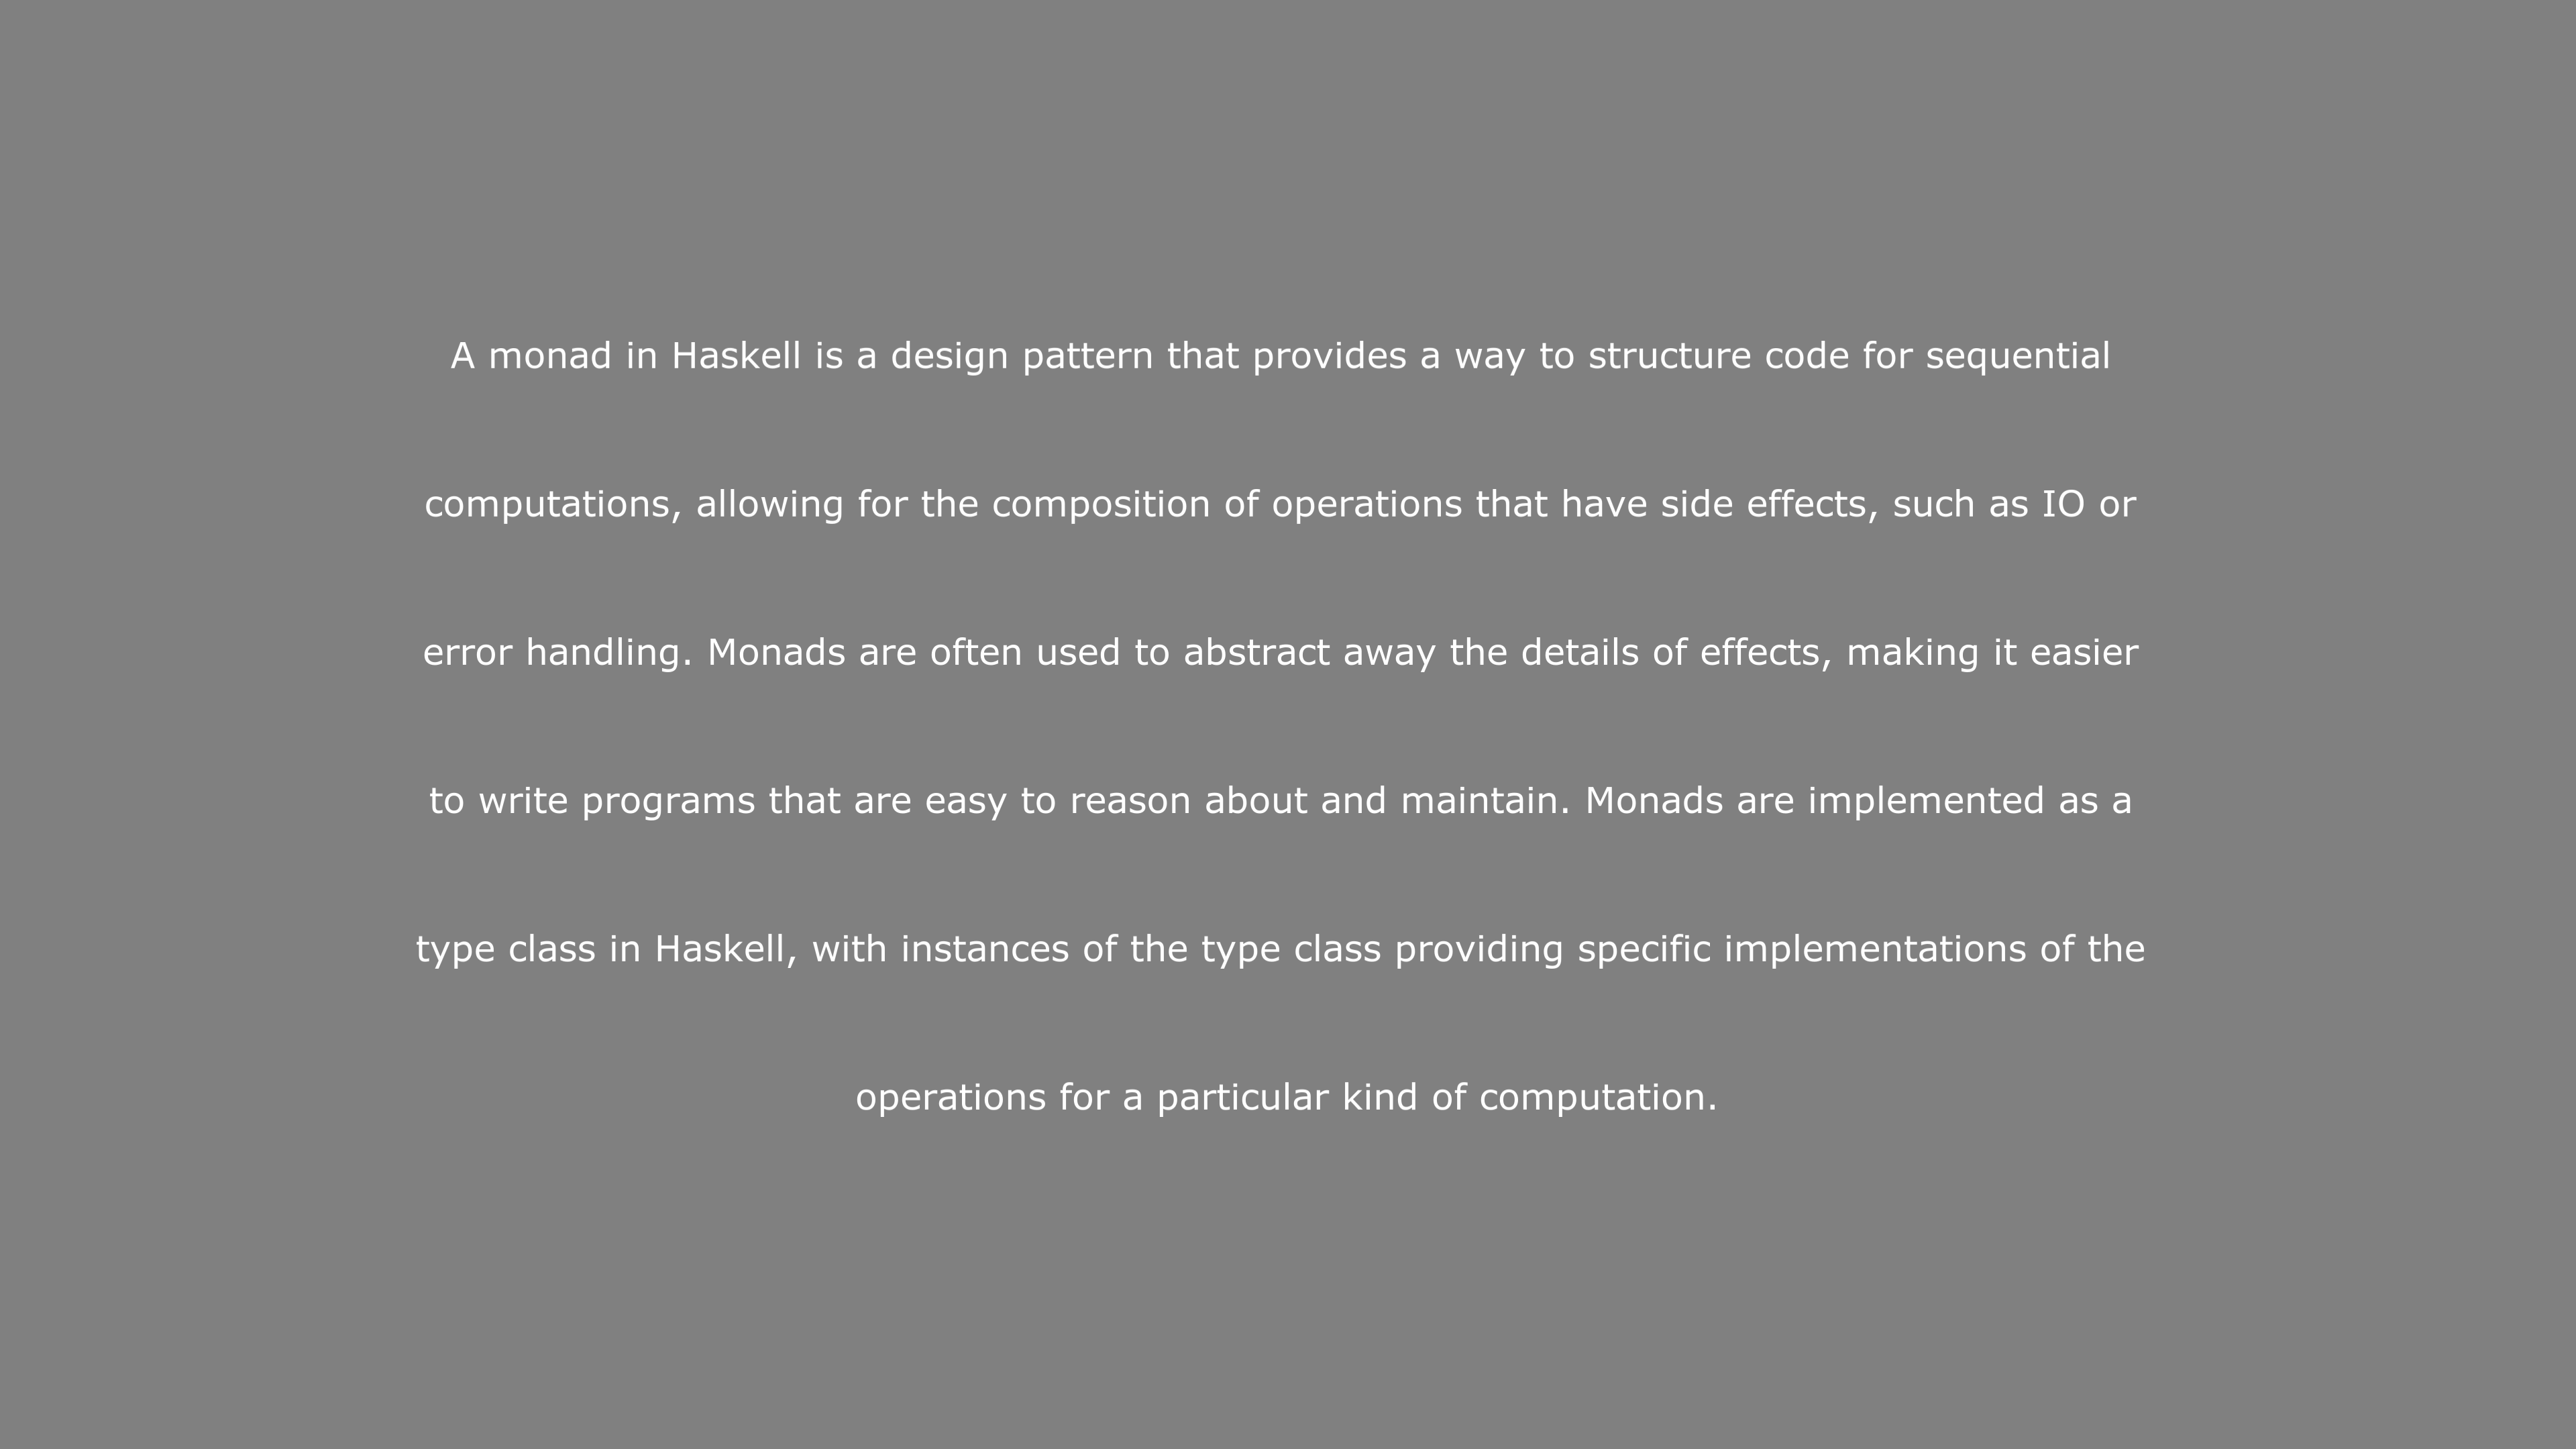 A monad in Haskell is a design pattern that provides a way to structure code for sequential
computations, allowing for the composition of operations that have side effects, such as IO or
error handling. Monads are often used to abstract away the details of effects, making it easier
to write programs that are easy to reason about and maintain. Monads are implemented as a
type class in Haskell, with instances of the type class providing specific implementations of the
operations for a particular kind of computation.